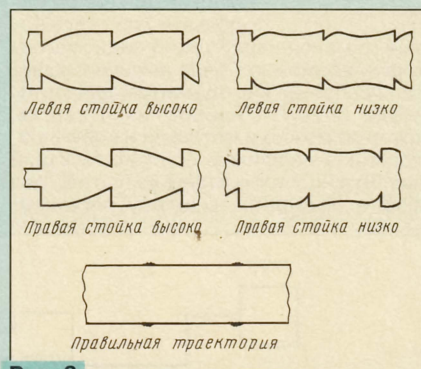 Левая стойка высоко
Левая стойка низко
Правая стойка высоко
Правая стойка низко
Правильная траектория